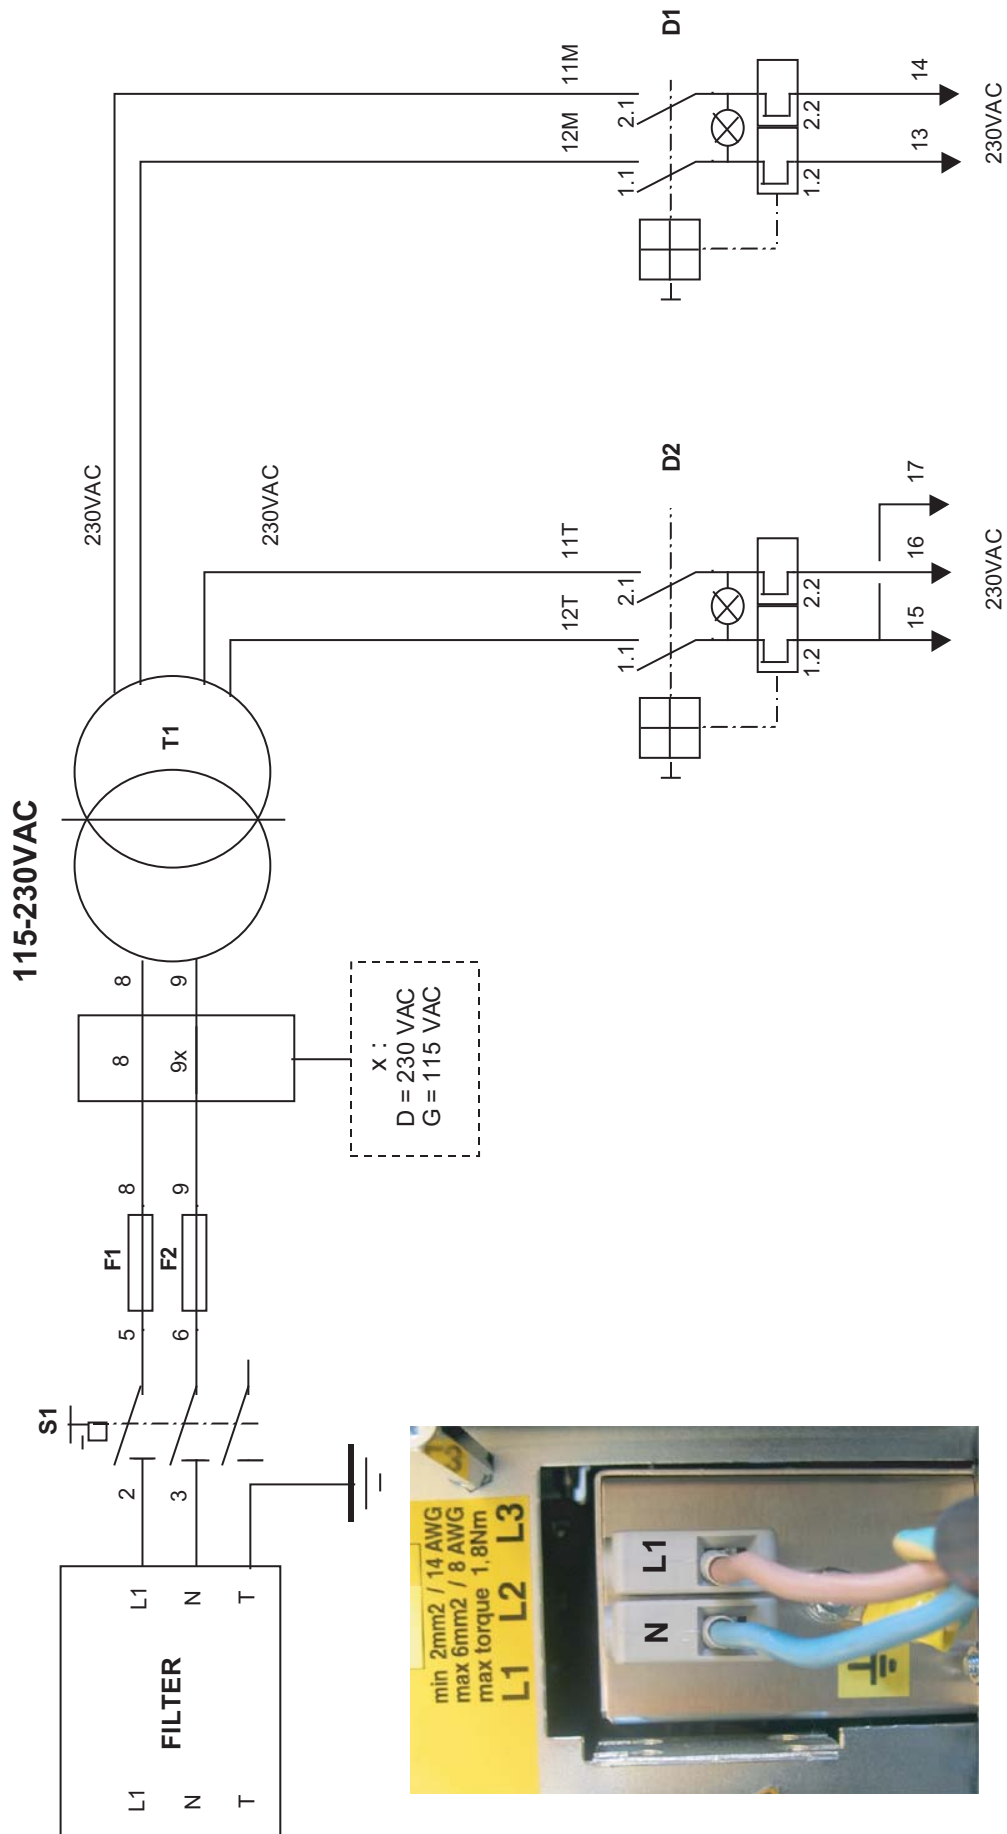 115-230VAC
FILTER
L1
N
T
L1
N
T
2
3
S1
5
6
F1
F2
8
9
8
9x
8
9
x :
D = 230 VAC
G = 115 VAC
T1
230VAC
230VAC
11M
12M
2.1
1.1
D1
2.2
1.2
14
13
230VAC
11T
12T
2.1
1.1
D2
2.2
1.2
17
16
15
230VAC
min 2mm2 / 14 AWG
max 6mm2 / 8 AWG
max torque 1,8Nm
L1 L2 L3
3
N
L1